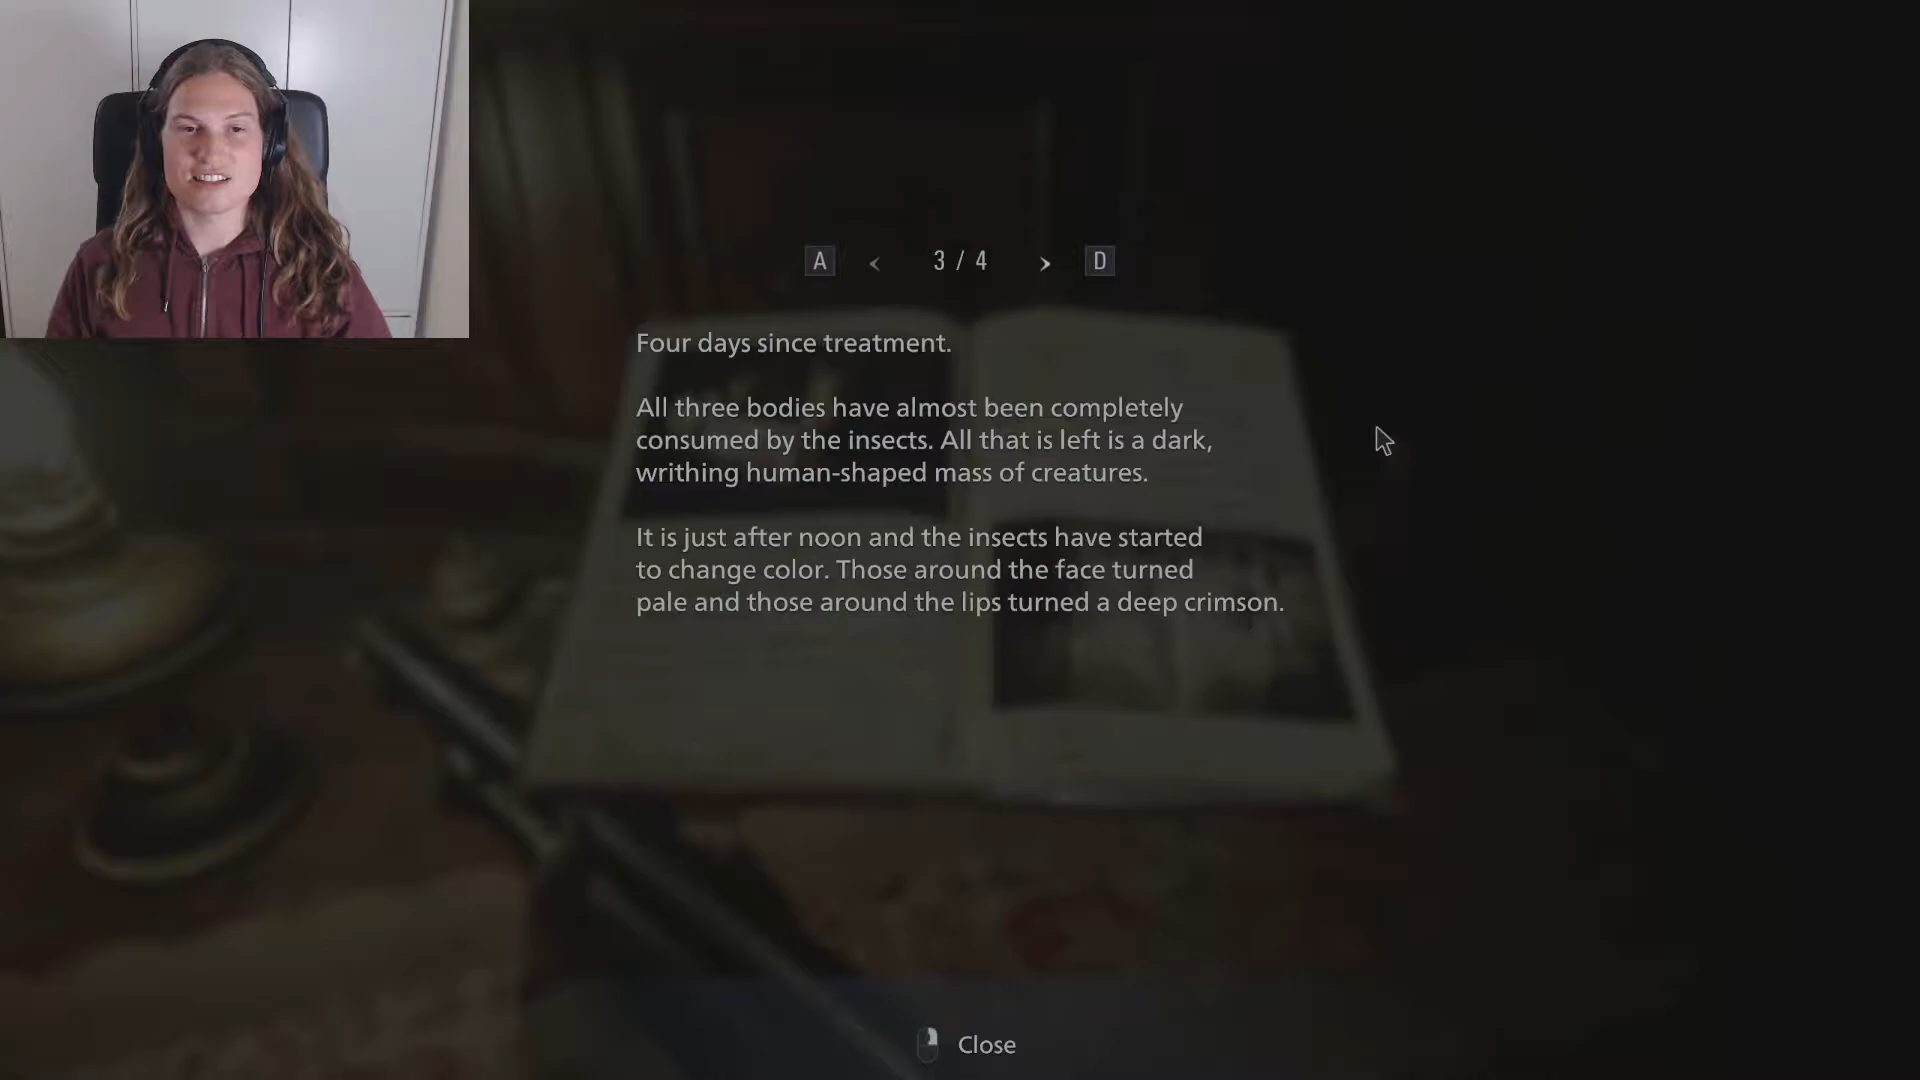 A < 3 / 4 > D
Four days since treatment.
All three bodies have almost been completely
consumed by the insects. All that is left is a dark,
writhing human-shaped mass of creatures.
It is just after noon and the insects have started
to change color. Those around the face turned
pale and those around the lips turned a deep crimson.
Close